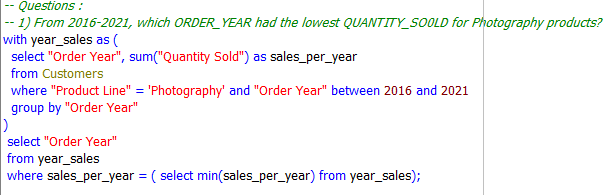 -- Questions :
-- 1) From 2016-2021, which ORDER_YEAR had the lowest QUANTITY_SO0LD for Photography products?
with year_sales as (
select "Order Year", sum("Quantity Sold") as sales_per_year
from Customers
where "Product Line" = 'Photography' and "Order Year" between 2016 and 2021
group by "Order Year"
)
select "Order Year"
from year_sales
where sales_per_year = ( select min(sales_per_year) from year_sales);